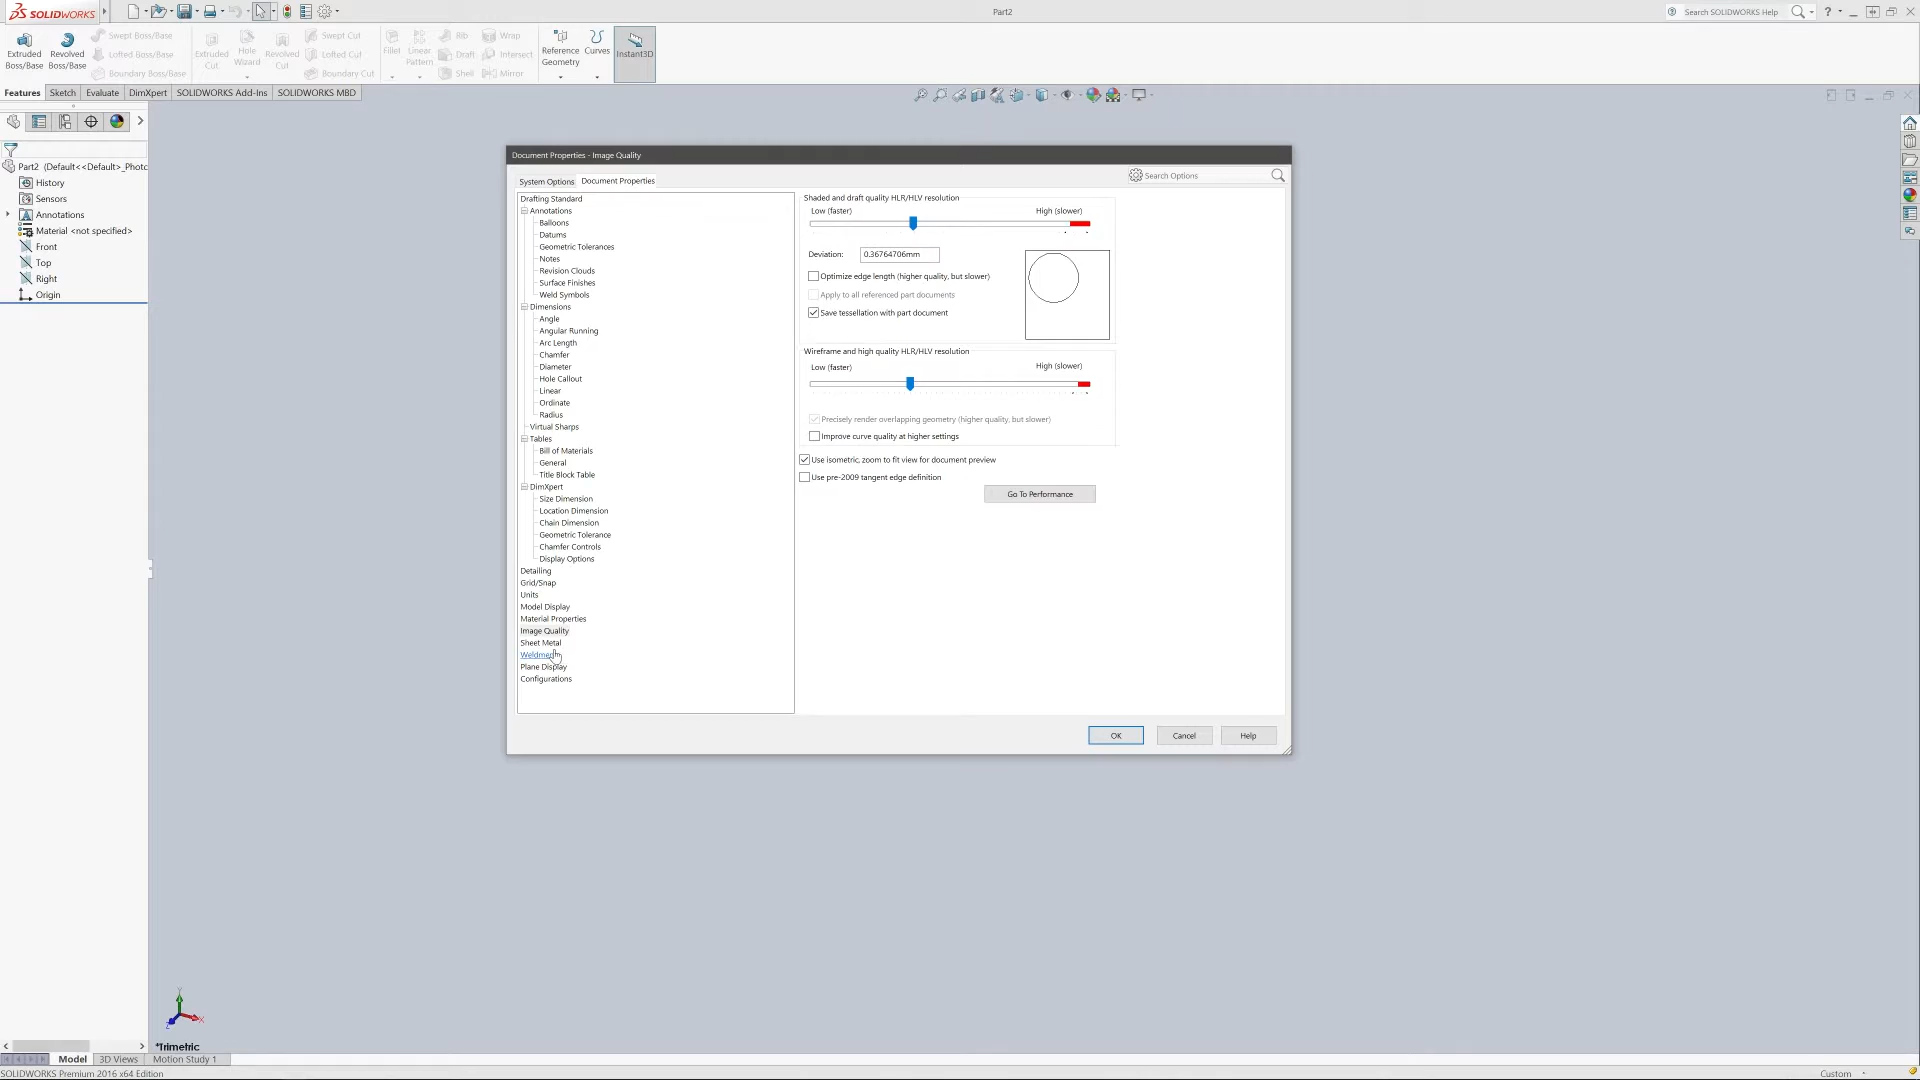 SOLIDWORKS
Part2
Search SOLIDWORKS Help
Extruded Boss/Base
Revolved Boss/Base
Swept Boss/Base
Lofted Boss/Base
Boundary Boss/Base
Extruded Cut
Hole Wizard
Revolved Cut
Swept Cut
Lofted Cut
Boundary Cut
Fillet
Linear Pattern
Rib
Draft
Shell
Wrap
Intersect
Mirror
Reference Geometry
Curves
Instant3D
Features
Sketch
Evaluate
DimXpert
SOLIDWORKS Add-Ins
SOLIDWORKS MBD
Part2 (Default<<Default>_Photo
History
Sensors
Annotations
Material <not specified>
Front
Top
Right
Origin
Document Properties - Image Quality
System Options
Document Properties
Search Options
Drafting Standard
Annotations
Balloons
Datums
Geometric Tolerances
Notes
Revision Clouds
Surface Finishes
Weld Symbols
Dimensions
Angle
Angular Running
Arc Length
Chamfer
Diameter
Hole Callout
Linear
Ordinate
Radius
Virtual Sharps
Tables
Bill of Materials
General
Title Block Table
DimXpert
Size Dimension
Location Dimension
Chain Dimension
Geometric Tolerance
Chamfer Controls
Display Options
Detailing
Grid/Snap
Units
Model Display
Material Properties
Image Quality
Sheet Metal
Plane Display
Configurations
Shaded and draft quality HLR/HLV resolution
Low (faster)
High (slower)
Deviation:
0.36764706mm
Optimize edge length (higher quality, but slower)
Apply to all referenced part documents
Save tessellation with part document
Wireframe and high quality HLR/HLV resolution
Low (faster)
High (slower)
Precisely render overlapping geometry (higher quality, but slower)
Improve curve quality at higher settings
Use isometric, zoom to fit view for document preview
Use pre-2009 tangent edge definition
Go To Performance
OK
Cancel
Help
Y
X
Z
*Trimetric
Model
3D Views
Motion Study 1
SOLIDWORKS Premium 2016 x64 Edition
Custom